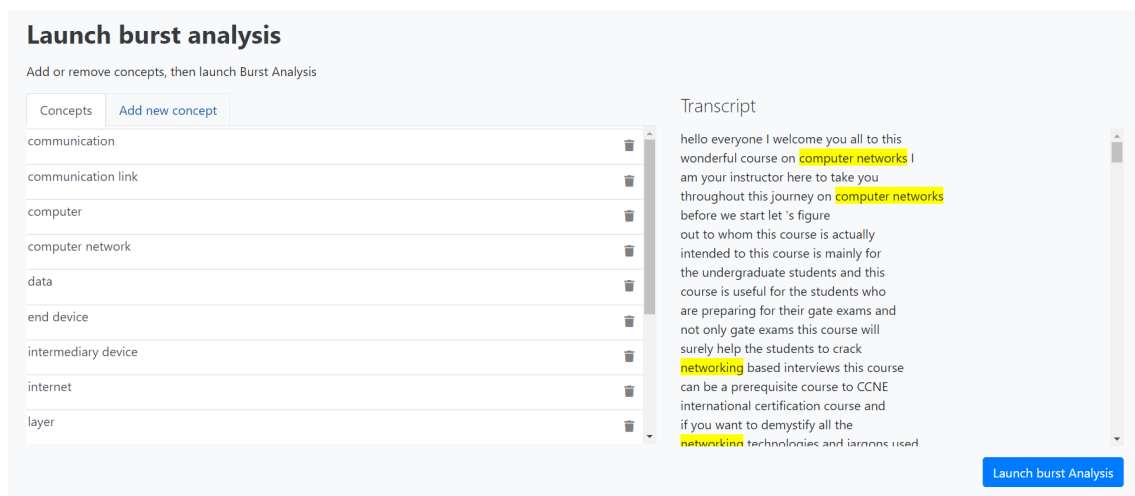 Launch burst analysis
Add or remove concepts, then launch Burst Analysis
Concepts
Add new concept
communication
communication link
computer
computer network
data
end device
intermediary device
internet
layer
Transcript
hello everyone I welcome you all to this
wonderful course on computer networks I
am your instructor here to take you
throughout this journey on computer networks
before we start let 's figure
out to whom this course is actually
intended to this course is mainly for
the undergraduate students and this
course is useful for the students who
are preparing for their gate exams and
not only gate exams this course will
surely help the students to crack
networking based interviews this course
can be a prerequisite course to CCNE
international certification course and
if you want to demystify all the
networking technologies and jargons used
Launch burst Analysis